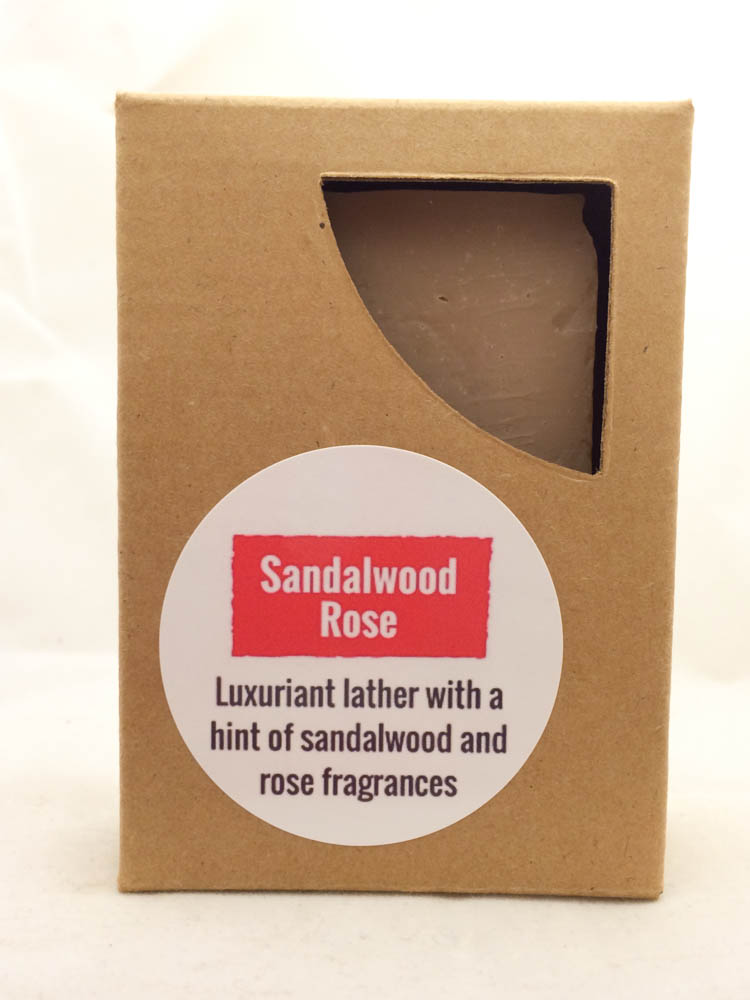 Sandalwood
Rose
Luxuriant lather with a
hint of sandalwood and
rose fragrances